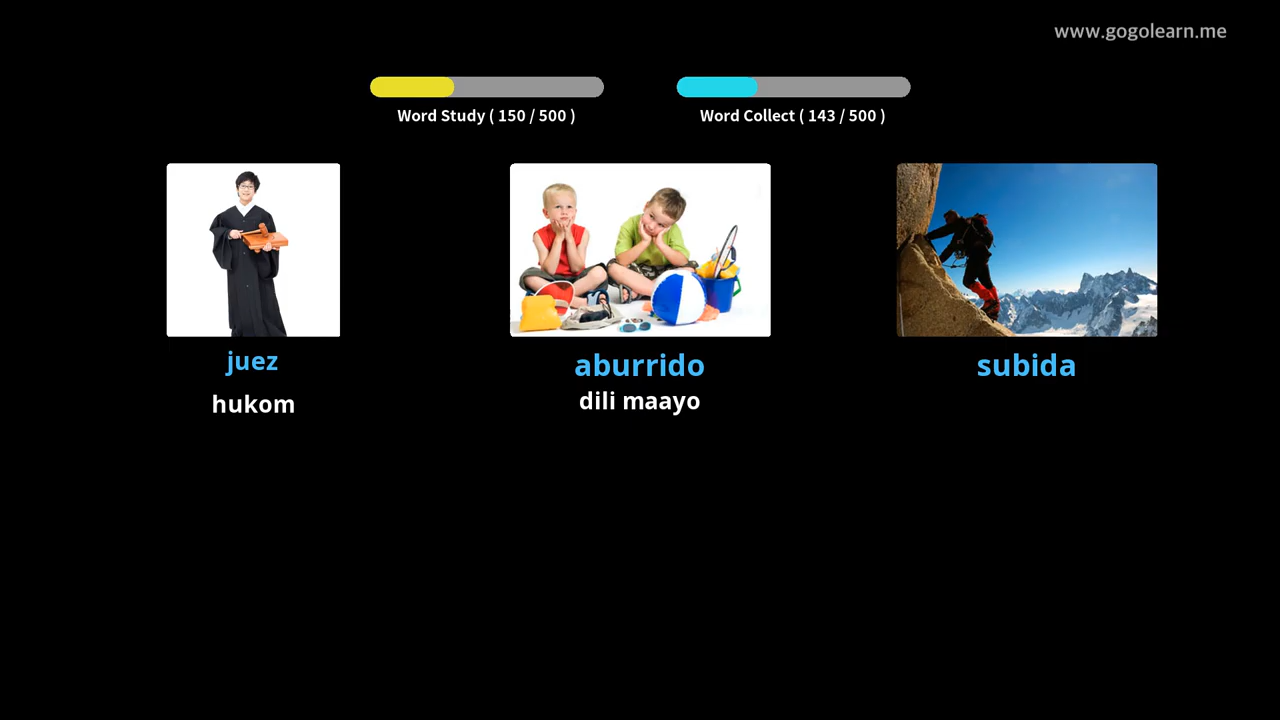 www.gogolearn.me
Word Study ( 150 / 500 )
Word Collect ( 143 / 500 )
juez
aburrido
subida
hukom
dili maayo